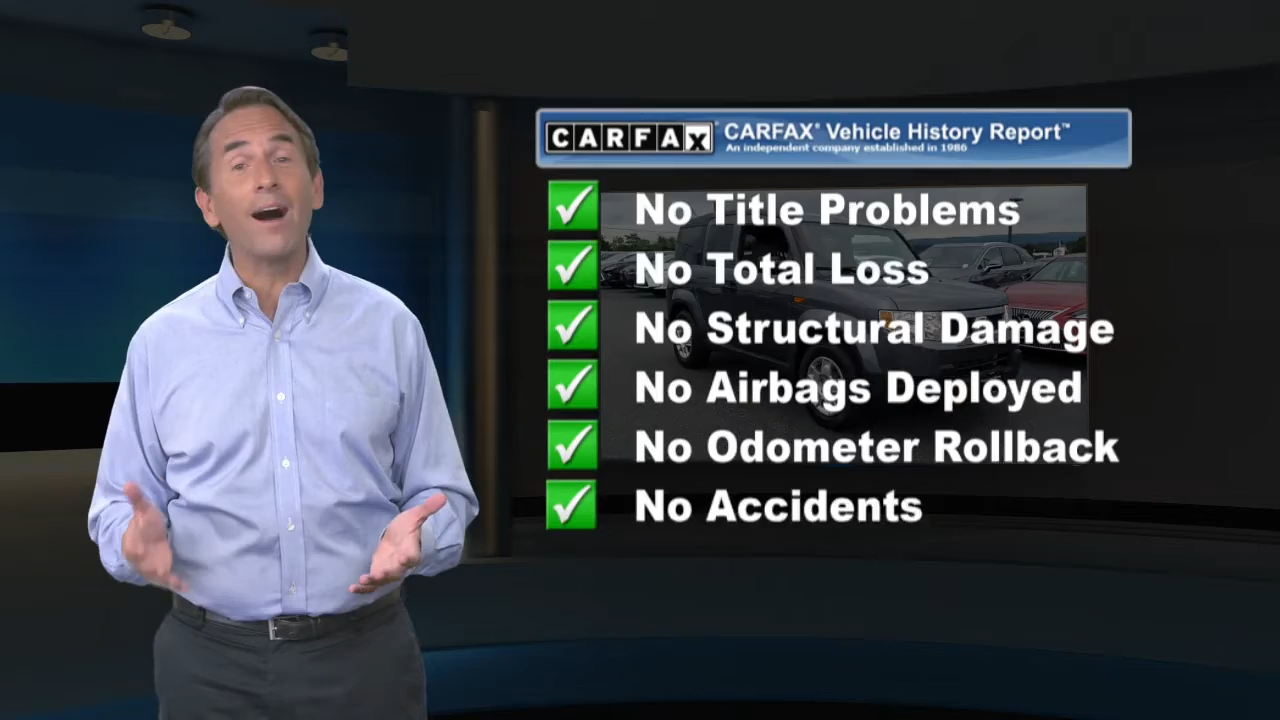 CARFAX® CARFAX® Vehicle History Report™
An independent company established in 1986
No Title Problems
No Total Loss
No Structural Damage
No Airbags Deployed
No Odometer Rollback
No Accidents